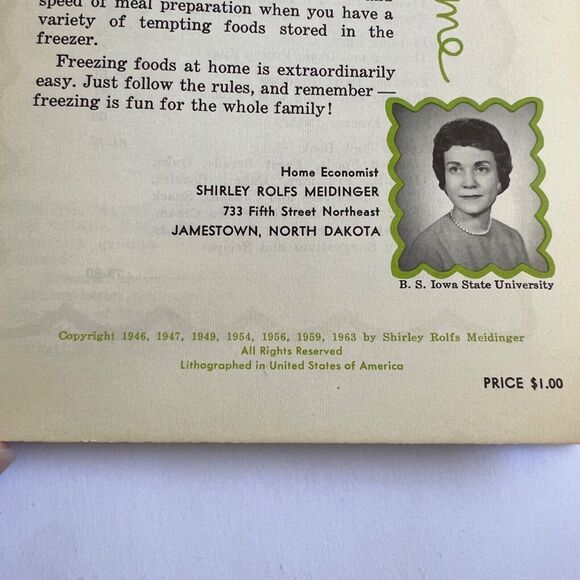 speed of meal preparation when you have a
variety of tempting foods stored in the
freezer.
Freezing foods at home is extraordinarily
easy. Just follow the rules, and remember —
freezing is fun for the whole family!
Home Economist
SHIRLEY ROLFS MEIDINGER
733 Fifth Street Northeast
JAMESTOWN, NORTH DAKOTA
B. S. Iowa State University
Copyright 1946, 1947, 1949, 1954, 1956, 1959, 1963 by Shirley Rolfs Meidinger
All Rights Reserved
Lithographed in United States of America
PRICE $1.00